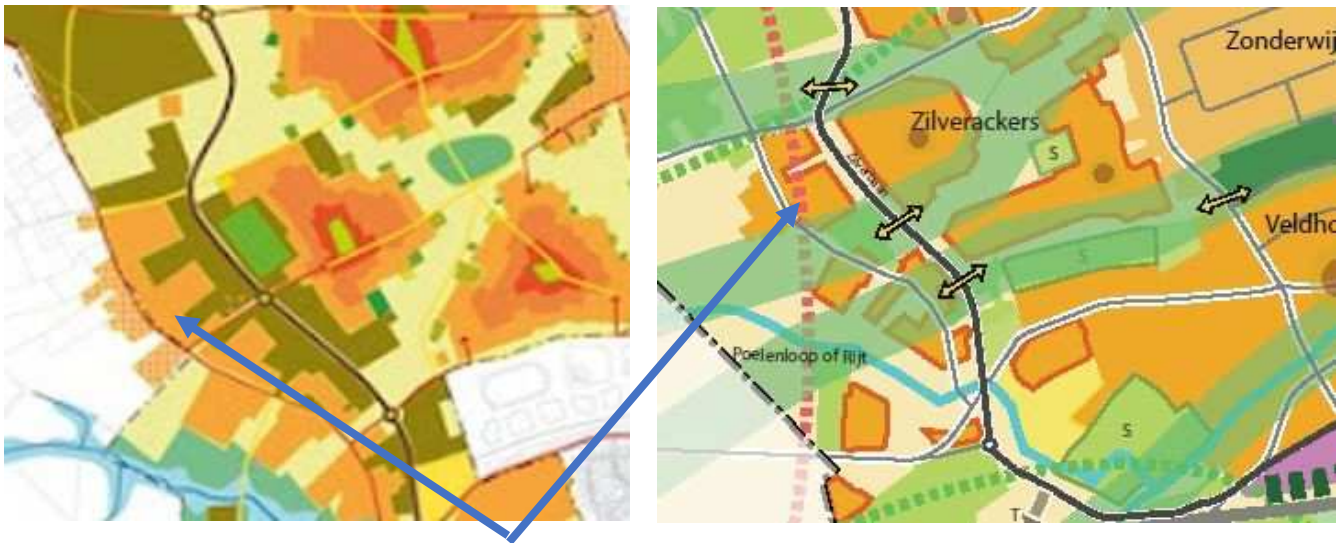 Zonderwij
Zilverackers
S
Veldho
S
Poelenloop of Rijt
S
T